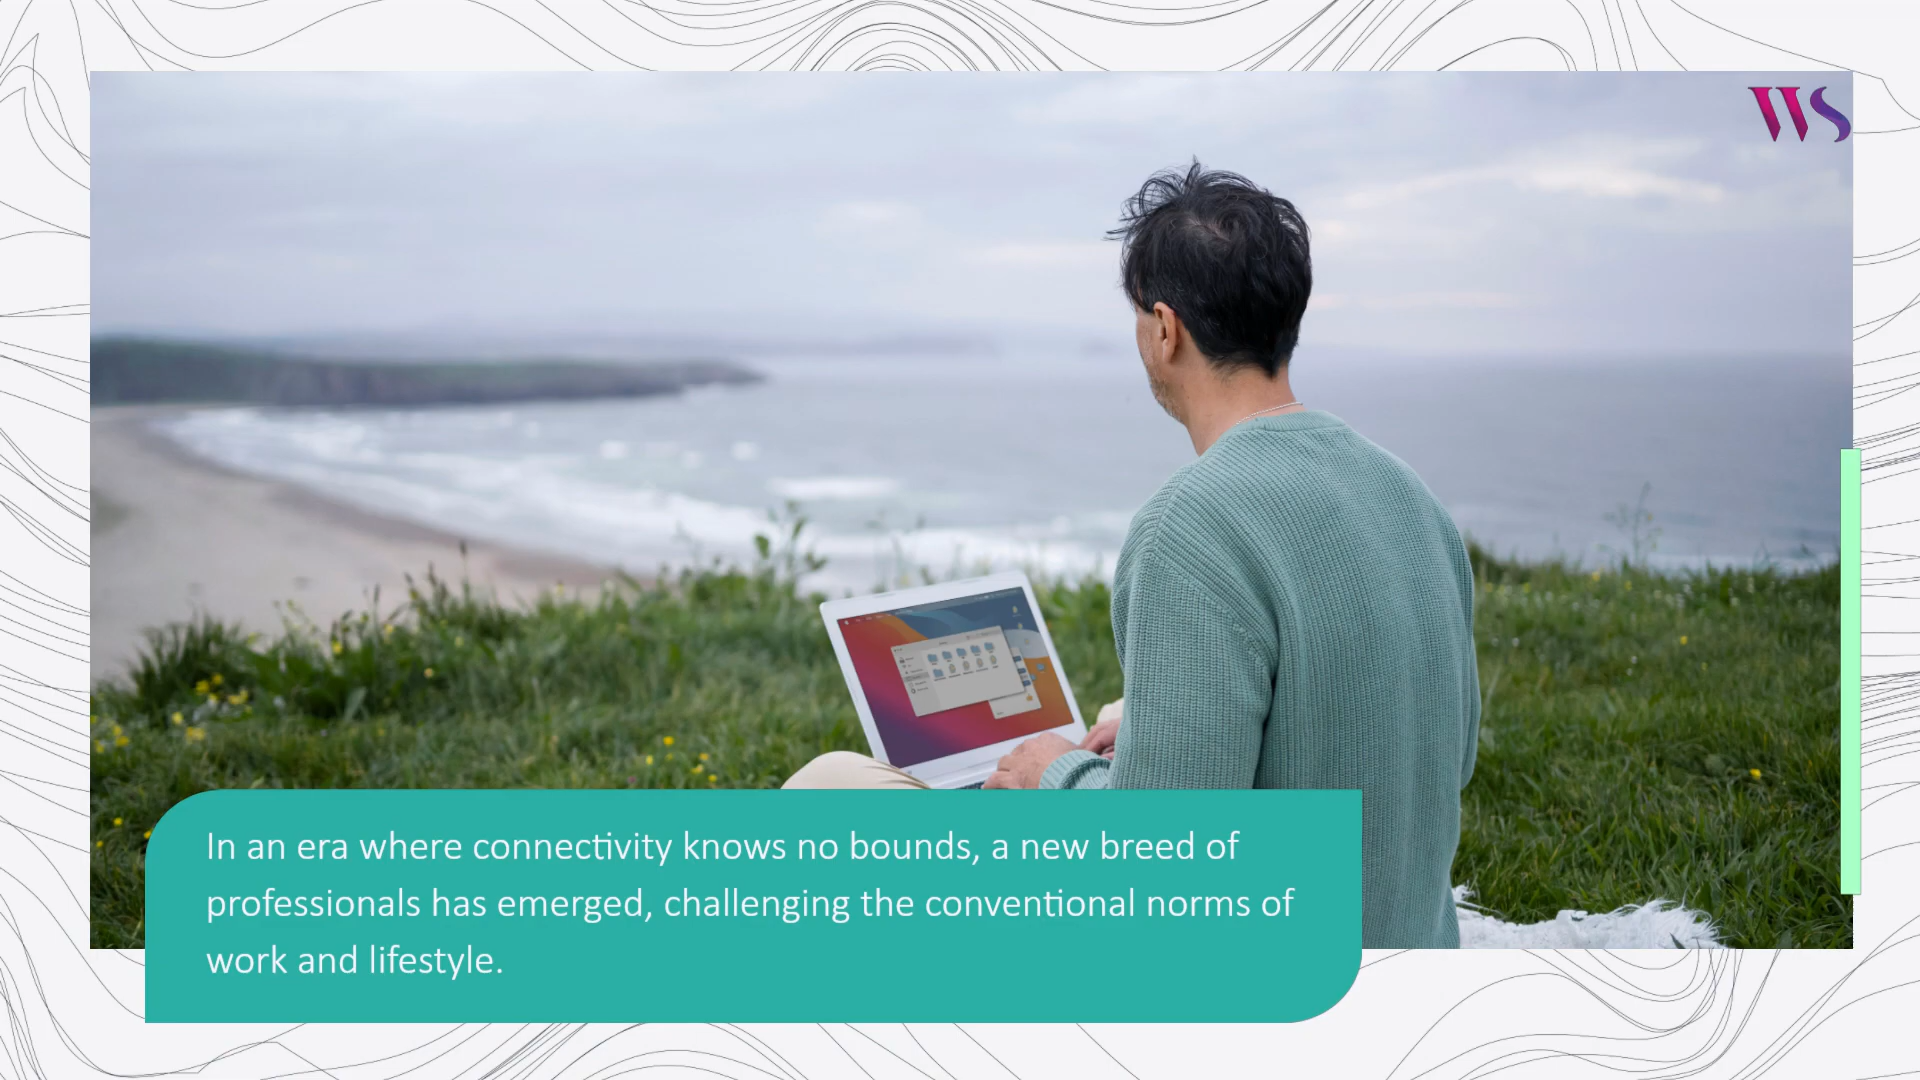 WS
In an era where connectivity knows no bounds, a new breed of
professionals has emerged, challenging the conventional norms of
work and lifestyle.